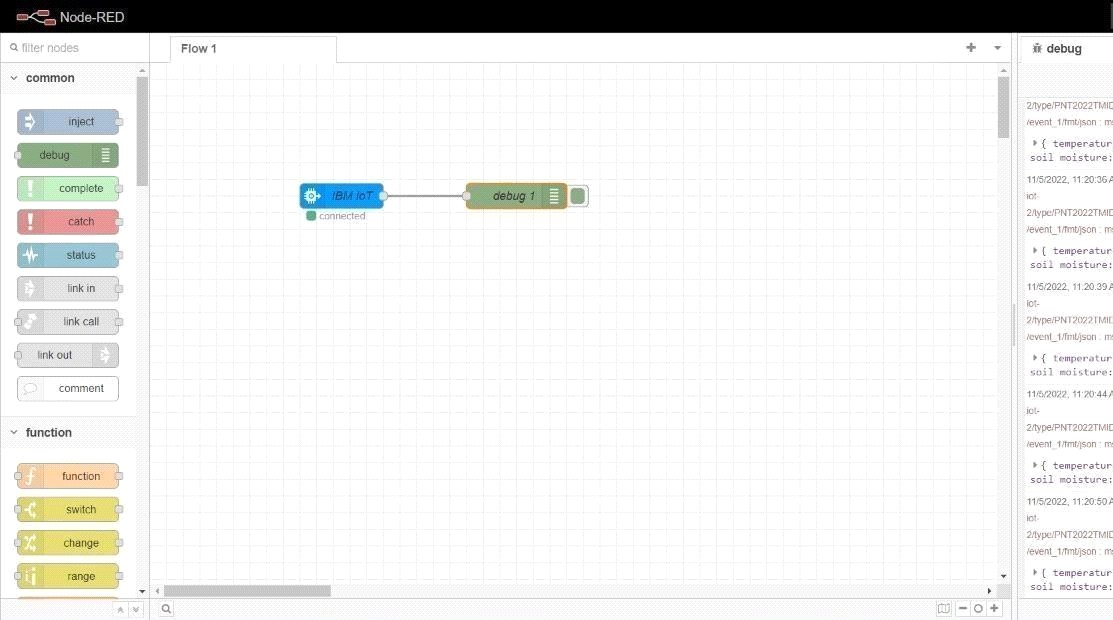 Node-RED
filter nodes
Flow 1
common
inject
debug
complete
catch
status
link in
link call
link out
comment
function
function
switch
change
range
IBM IoT
connected
debug 1
debug
2/type/PNT2022TMID
/event_1/fmt/json : ms
{ temperatur
soil moisture:
11/5/2022, 11:20:36 A
iot-
2/type/PNT2022TMID
/event_1/fmt/json : ms
{ temperatur
soil moisture:
11/5/2022, 11:20:39 A
iot-
2/type/PNT2022TMID
/event_1/fmt/json : ms
{ temperatur
soil moisture:
11/5/2022, 11:20:44 A
iot-
2/type/PNT2022TMID
/event_1/fmt/json : ms
{ temperatur
soil moisture:
11/5/2022, 11:20:50 A
iot-
2/type/PNT2022TMID
/event_1/fmt/json : ms
{ temperatur
soil moisture: